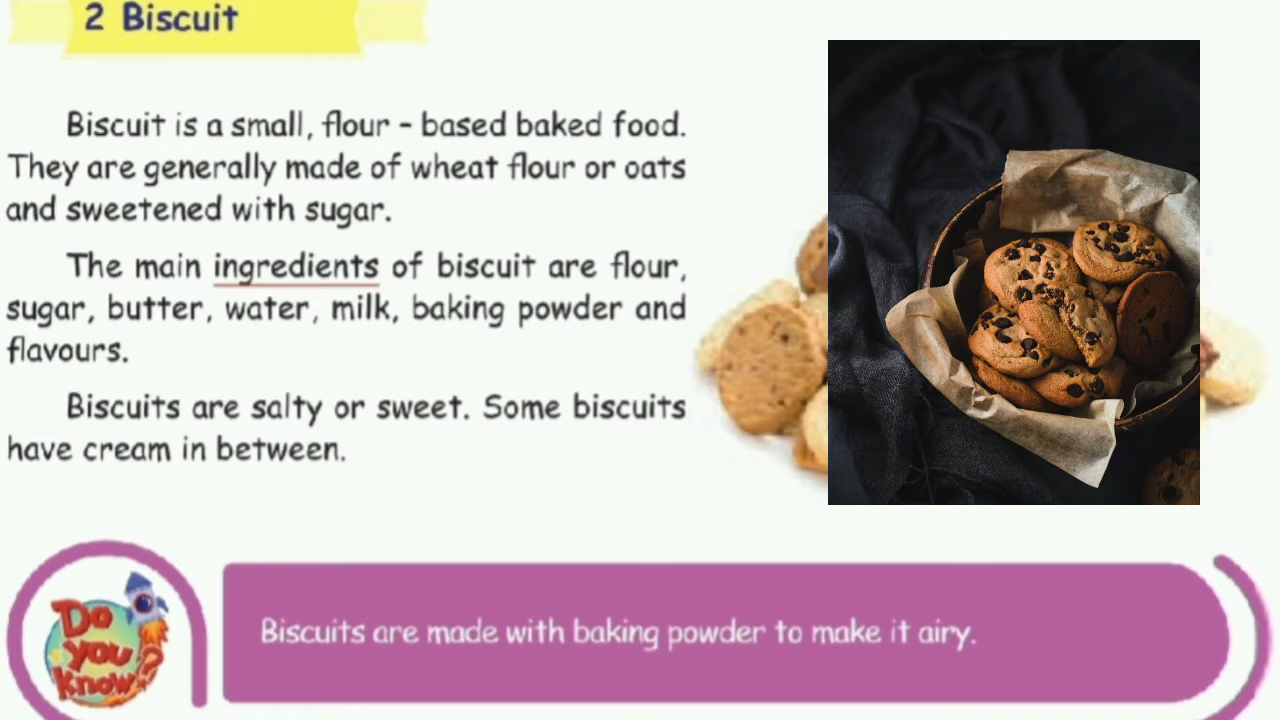 2 Biscuit
Biscuit is a small, flour – based baked food.
They are generally made of wheat flour or oats
and sweetened with sugar.
The main ingredients of biscuit are flour,
sugar, butter, water, milk, baking powder and
flavours.
Biscuits are salty or sweet. Some biscuits
have cream in between.
Do
you
know?
Biscuits are made with baking powder to make it airy.